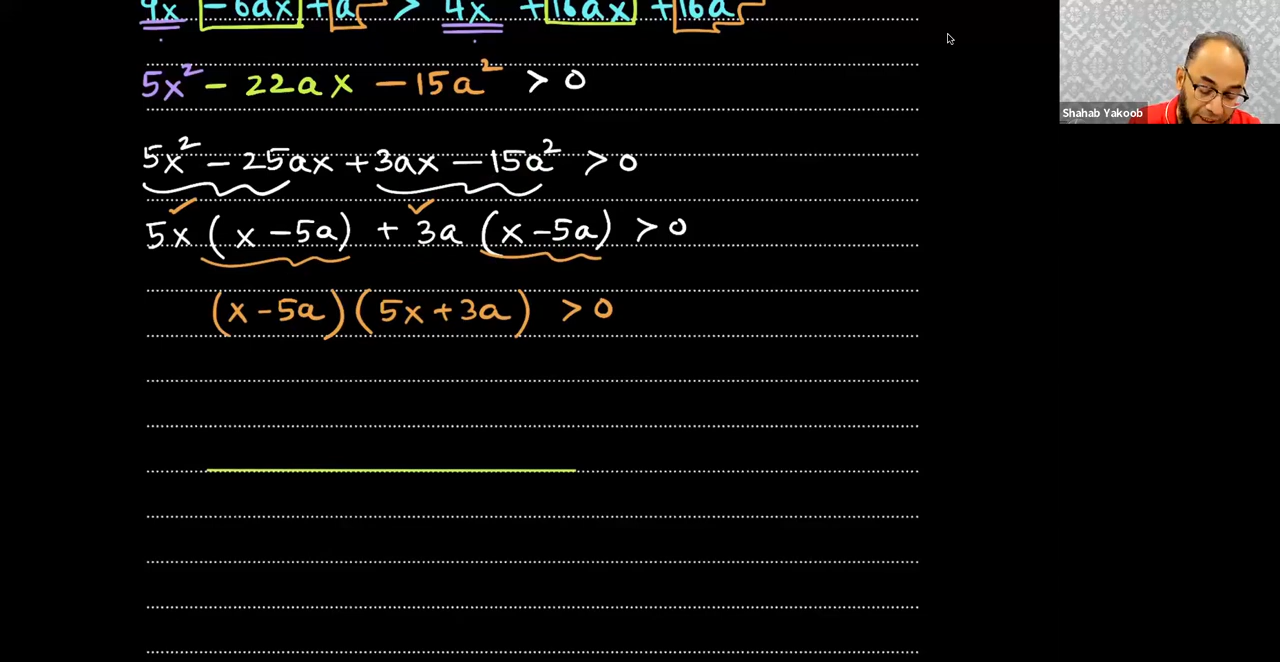 9x² - 6ax + a² > 4x² + 16ax + 16a²
5x² - 22ax - 15a² > 0
5x² - 25ax + 3ax - 15a² > 0
5x (x - 5a) + 3a (x - 5a) > 0
(x - 5a)(5x + 3a) > 0
Shahab Yakoob